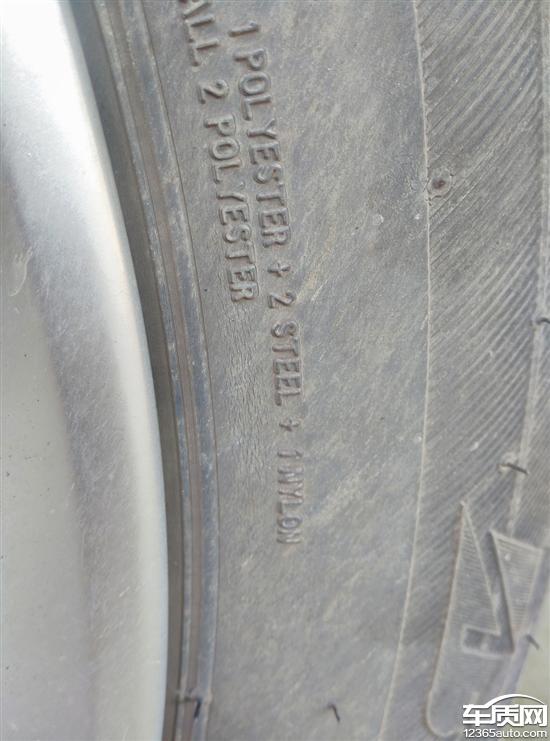 1 POLYESTER + 2 STEEL + 1 NYLON
ALL 2 POLYESTER
车质网
12365auto.com